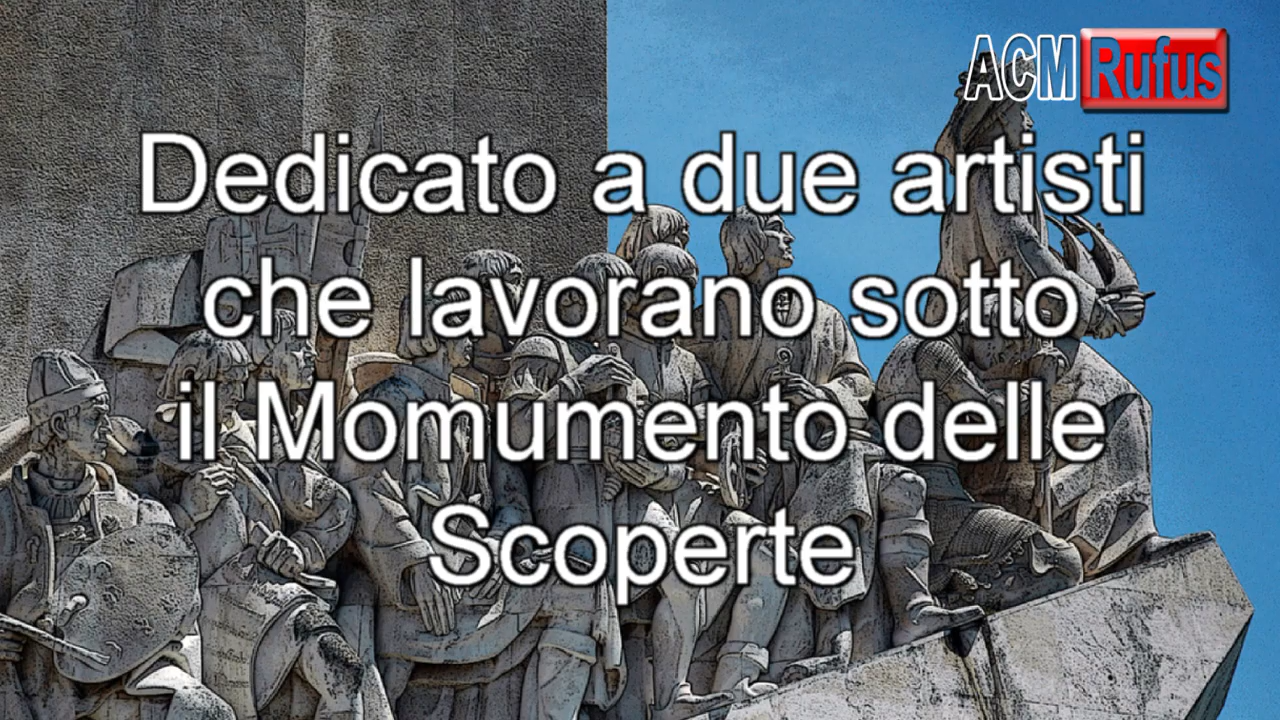 ACM Rufus
Dedicato a due artisti
che lavorano sotto
il Momumento delle
Scoperte